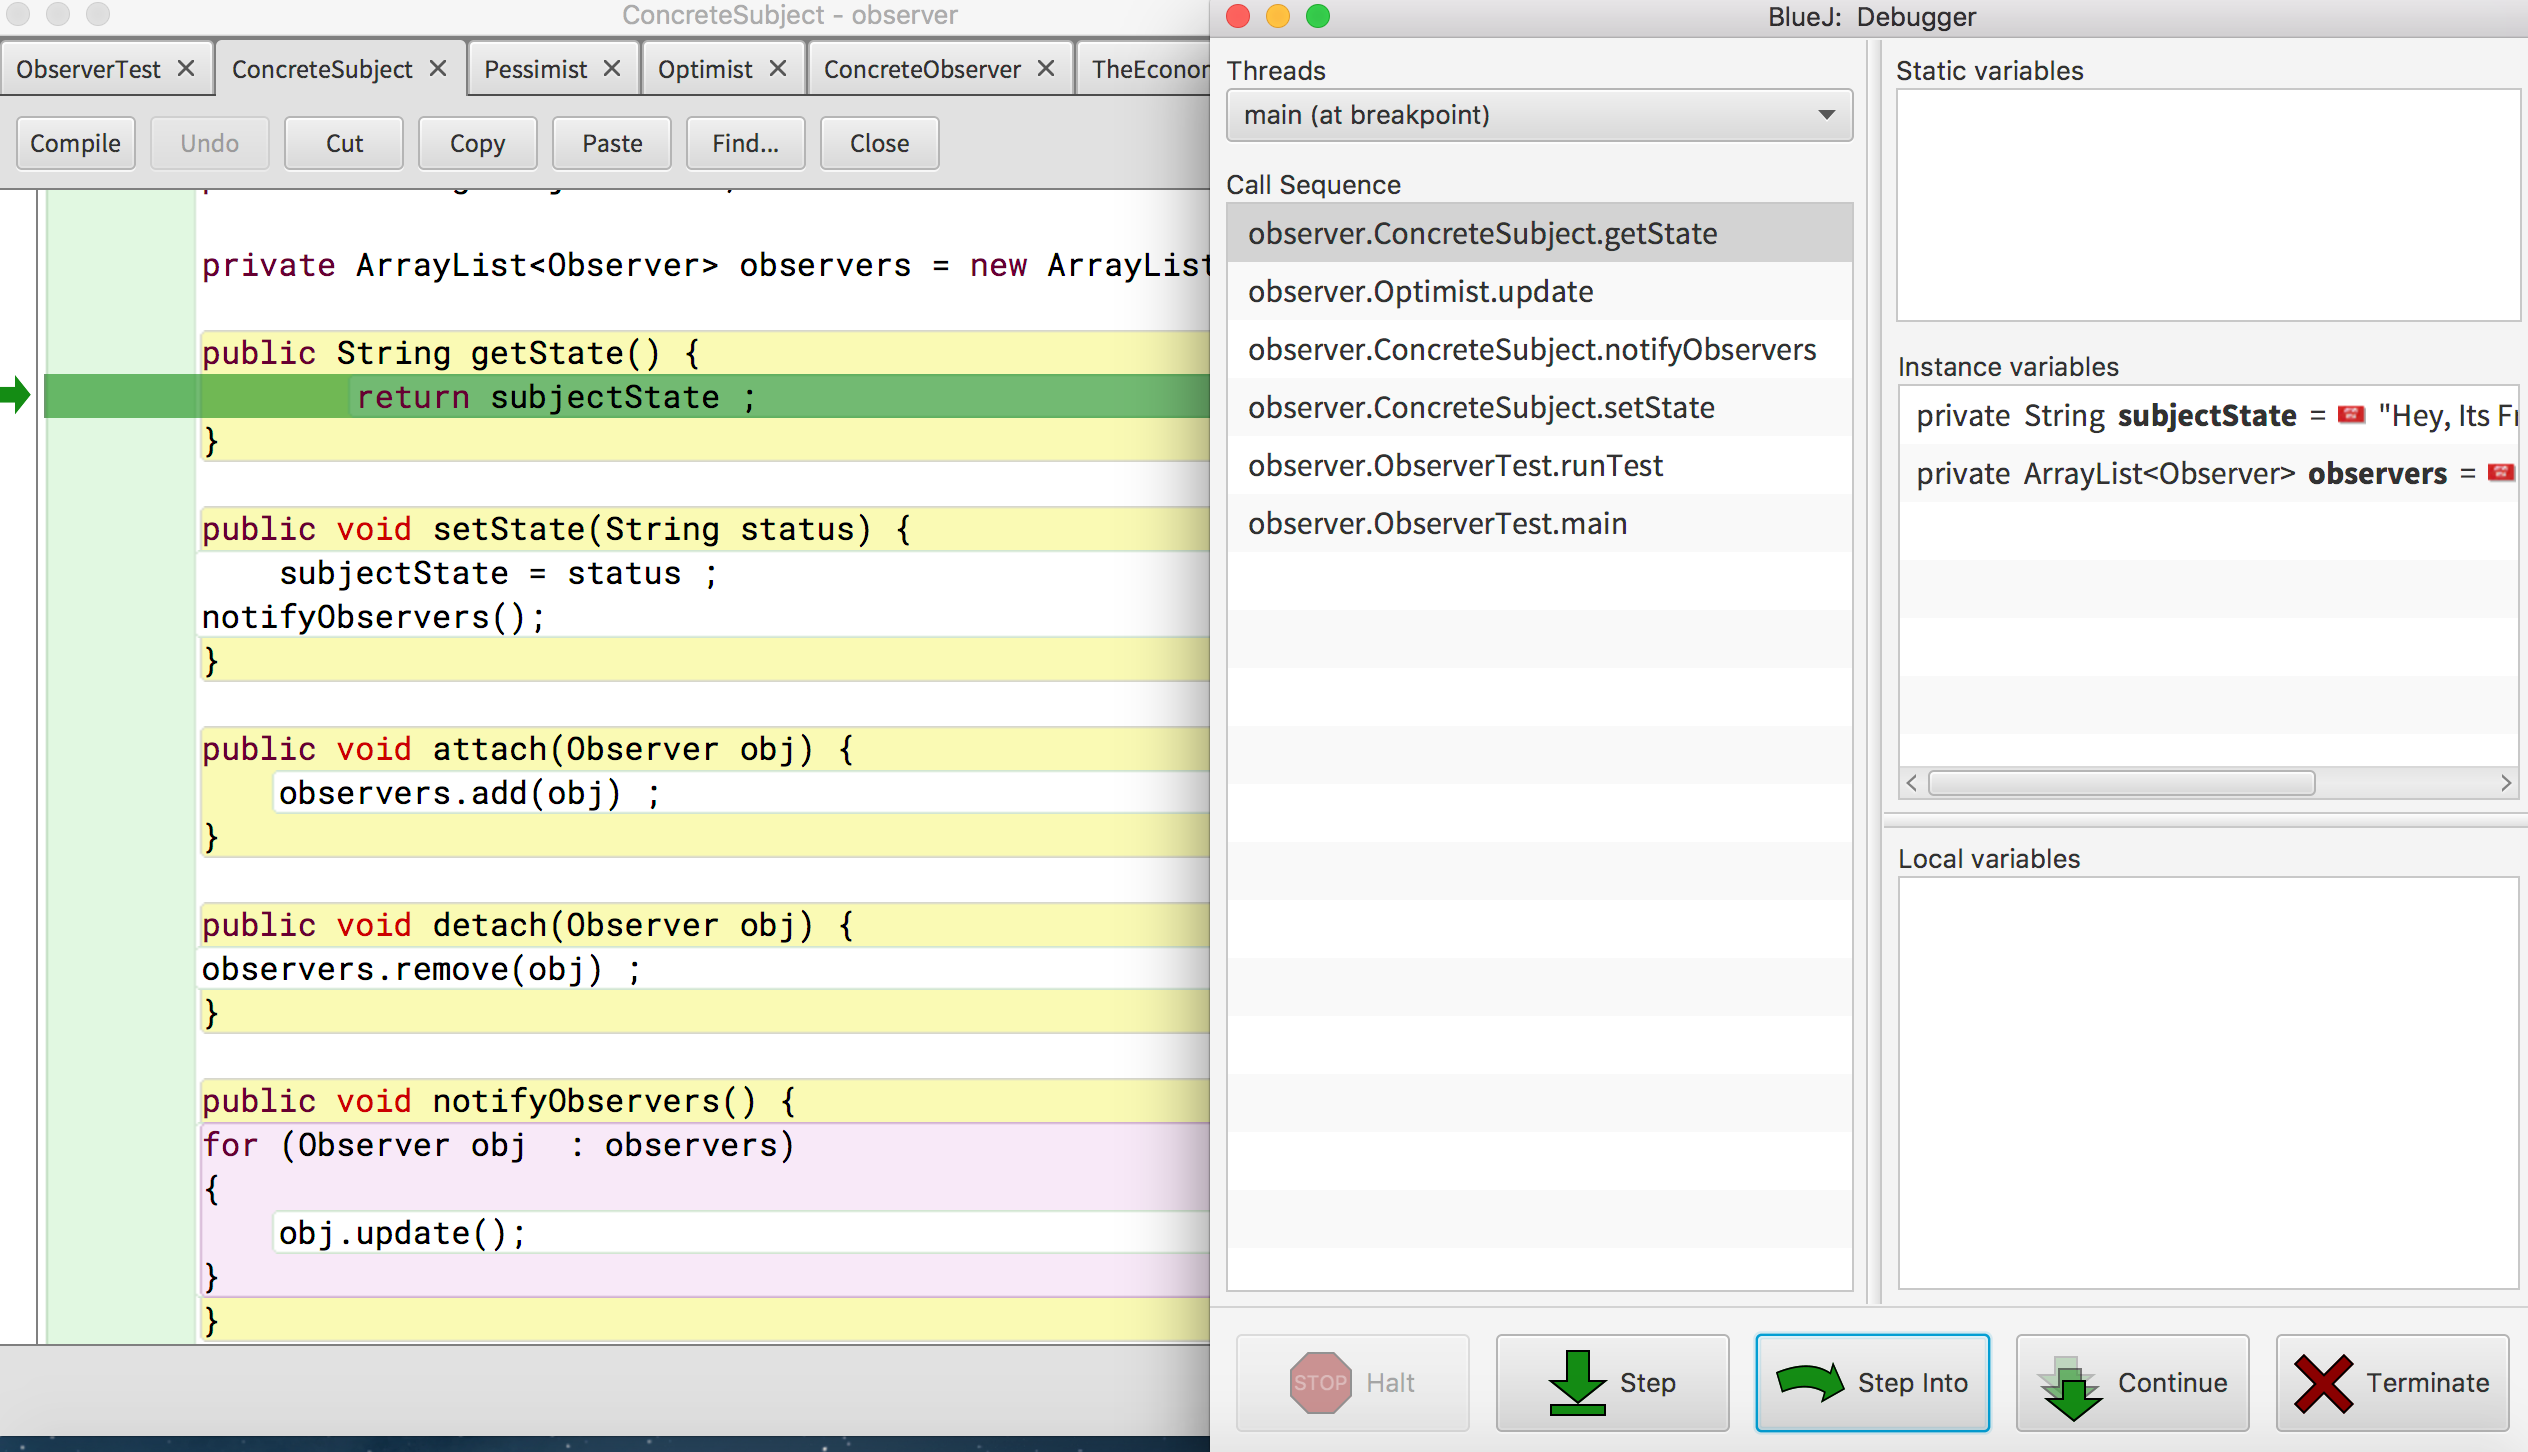 ConcreteSubject - observer
ObserverTest ConcreteSubject Pessimist Optimist ConcreteObserver
Compile Undo Cut Copy Paste Find... Close
private ArrayList<Observer> observers = new ArrayList
public String getState() {
return subjectState ;
}
public void setState(String status) {
subjectState = status ;
notifyObservers();
}
public void attach(Observer obj) {
observers.add(obj) ;
}
public void detach(Observer obj) {
observers.remove(obj) ;
}
public void notifyObservers() {
for (Observer obj  : observers)
{
obj.update();
}
}
BlueJ: Debugger
Threads
main (at breakpoint)
Call Sequence
observer.ConcreteSubject.getState
observer.Optimist.update
observer.ConcreteSubject.notifyObservers
observer.ConcreteSubject.setState
observer.ObserverTest.runTest
observer.ObserverTest.main
Static variables
Instance variables
private String subjectState = "Hey, Its
private ArrayList<Observer> observers =
Local variables
STOP Halt Step Step Into Continue Terminate